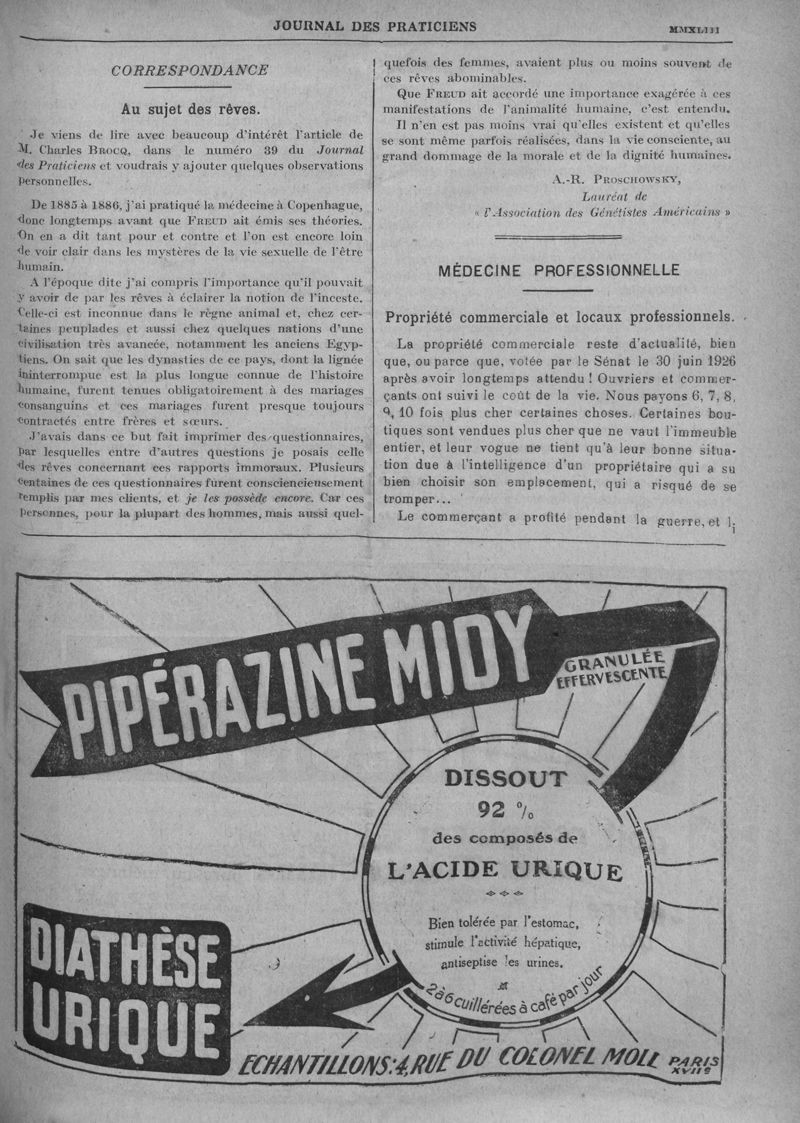 JOURNAL DES PRATICIENS
MMXLIII
CORRESPONDANCE
Au sujet des rêves.
Je viens de lire avec beaucoup d'intérêt l'article de
M. Charles BROCQ, dans le numéro 39 du Journal
des Praticiens et voudrais y ajouter quelques observations
personnelles.
De 1885 à 1886, j'ai pratiqué la médecine à Copenhague,
donc longtemps avant que FREUD ait émis ses théories.
On en a dit tant pour et contre et l'on est encore loin
de voir clair dans les mystères de la vie sexuelle de l'être
humain.
A l'époque dite j'ai compris l'importance qu'il pouvait
y avoir de par les rêves à éclairer la notion de l'inceste.
Celle-ci est inconnue dans le règne animal et, chez cer-
taines peuplades et aussi chez quelques nations d'une
civilisation très avancée, notamment les anciens Egyp-
tiens. On sait que les dynasties de ce pays, dont la lignée
ininterrompue est la plus longue connue de l'histoire
humaine, furent tenues obligatoirement à des mariages
consanguins et ces mariages furent presque toujours
contractés entre frères et sœurs.
J'avais dans ce but fait imprimer des questionnaires,
par lesquelles entre d'autres questions je posais celle
des rêves concernant ces rapports immoraux. Plusieurs
centaines de ces questionnaires furent consciencieusement
remplis par mes clients, et je les possède encore. Car ces
personnes, pour la plupart des hommes, mais aussi quel-
quefois des femmes, avaient plus ou moins souvent de
ces rêves abominables.
Que FREUD ait accordé une importance exagérée à ces
manifestations de l'animalité humaine, c'est entendu.
Il n'en est pas moins vrai qu'elles existent et qu'elles
se sont même parfois réalisées, dans la vie consciente, au
grand dommage de la morale et de la dignité humaines.
A.-R. PROSCHOWSKY,
Lauréat de
« l'Association des Génétistes Américains »
MÉDECINE PROFESSIONNELLE
Propriété commerciale et locaux professionnels.
La propriété commerciale reste d'actualité, bien
que, ou parce que, votée par le Sénat le 30 juin 1926
après avoir longtemps attendu ! Ouvriers et commer-
çants ont suivi le coût de la vie. Nous payons 6, 7, 8,
9, 10 fois plus cher certaines choses. Certaines bou-
tiques sont vendues plus cher que ne vaut l'immeuble
entier, et leur vogue ne tient qu'à leur bonne situa-
tion due à l'intelligence d'un propriétaire qui a su
bien choisir son emplacement, qui a risqué de se
tromper...
Le commerçant a profité pendant la guerre, et
PIPÉRAZINE MIDY
GRANULÉE
EFFERVESCENTE
DISSOUT
92 %
des composés de
L'ACIDE URIQUE
Bien tolérée par l'estomac,
stimule l'activité hépatique,
antiseptise les urines.
2 à 6 cuillérées à café par jour
DIATHÈSE
URIQUE
ECHANTILLONS: 4, RUE DU COLONEL MOLL PARIS
XVIIe